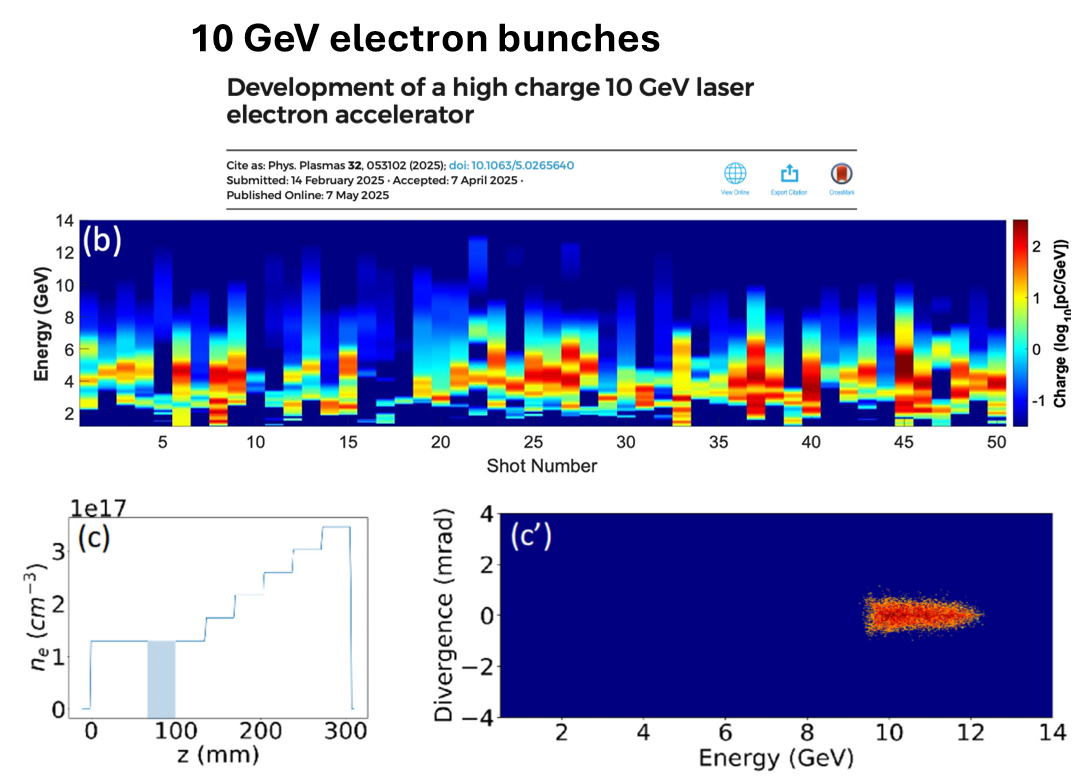 10 GeV electron bunches
Development of a high charge 10 GeV laser
electron accelerator
Cite as: Phys. Plasmas 32, 053102 (2025); doi: 10.1063/5.0265640
Submitted: 14 February 2025 · Accepted: 7 April 2025 ·
Published Online: 7 May 2025
View Online
Export Citation
CrossMark
(b)
Energy (GeV)
14
12
10
8
6
4
2
5 10 15 20 25 30 35 40 45 50
Shot Number
2
1
0
-1
Charge (log10[pC/GeV])
1e17
(c)
ne (cm−3)
3
2
1
0
0 100 200 300
z (mm)
(c’)
Divergence (mrad)
4
2
0
−2
−4
2 4 6 8 10 12 14
Energy (GeV)